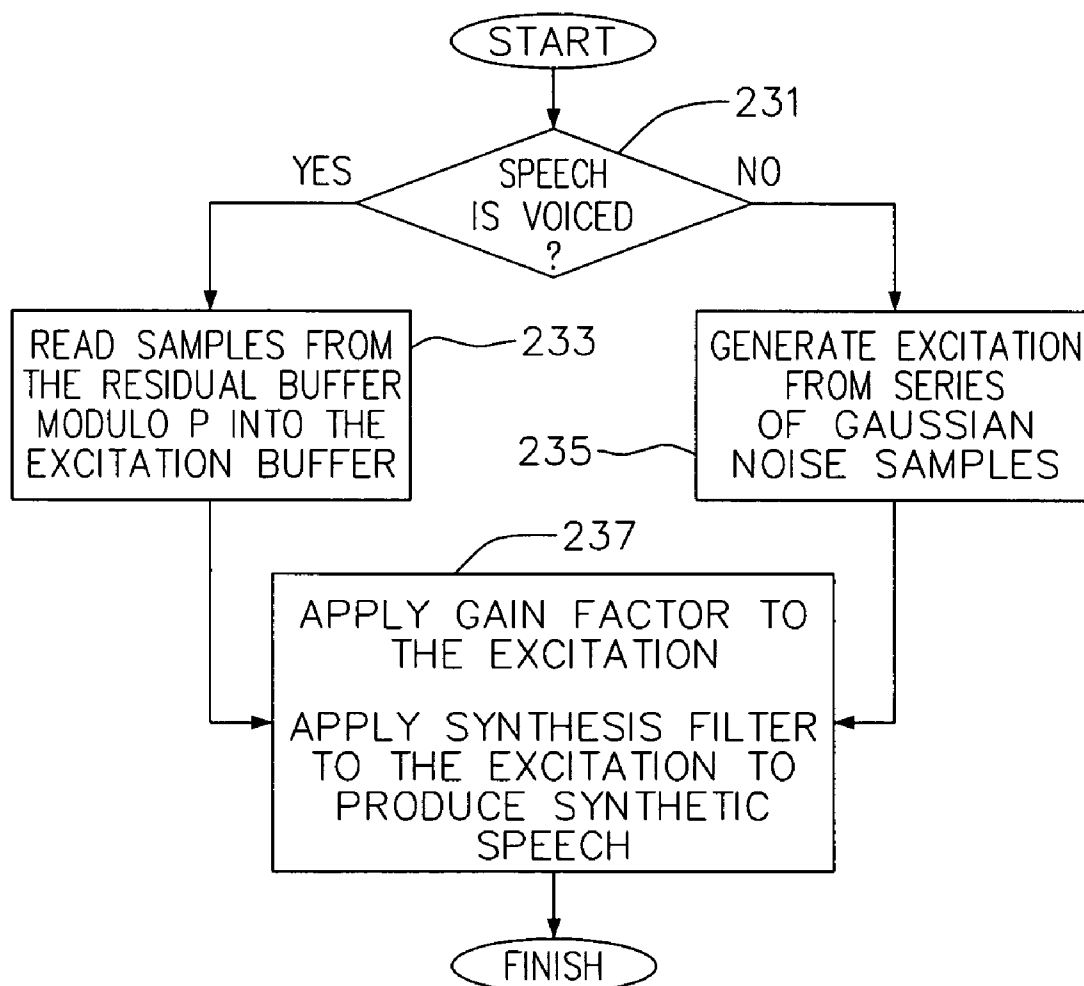 START
231
YES
SPEECH
IS VOICED
?
NO
READ SAMPLES FROM
THE RESIDUAL BUFFER
MODULO P INTO THE
EXCITATION BUFFER
233
GENERATE EXCITATION
FROM SERIES
OF GAUSSIAN
NOISE SAMPLES
235
237
APPLY GAIN FACTOR TO
THE EXCITATION
APPLY SYNTHESIS FILTER
TO THE EXCITATION TO
PRODUCE SYNTHETIC
SPEECH
FINISH